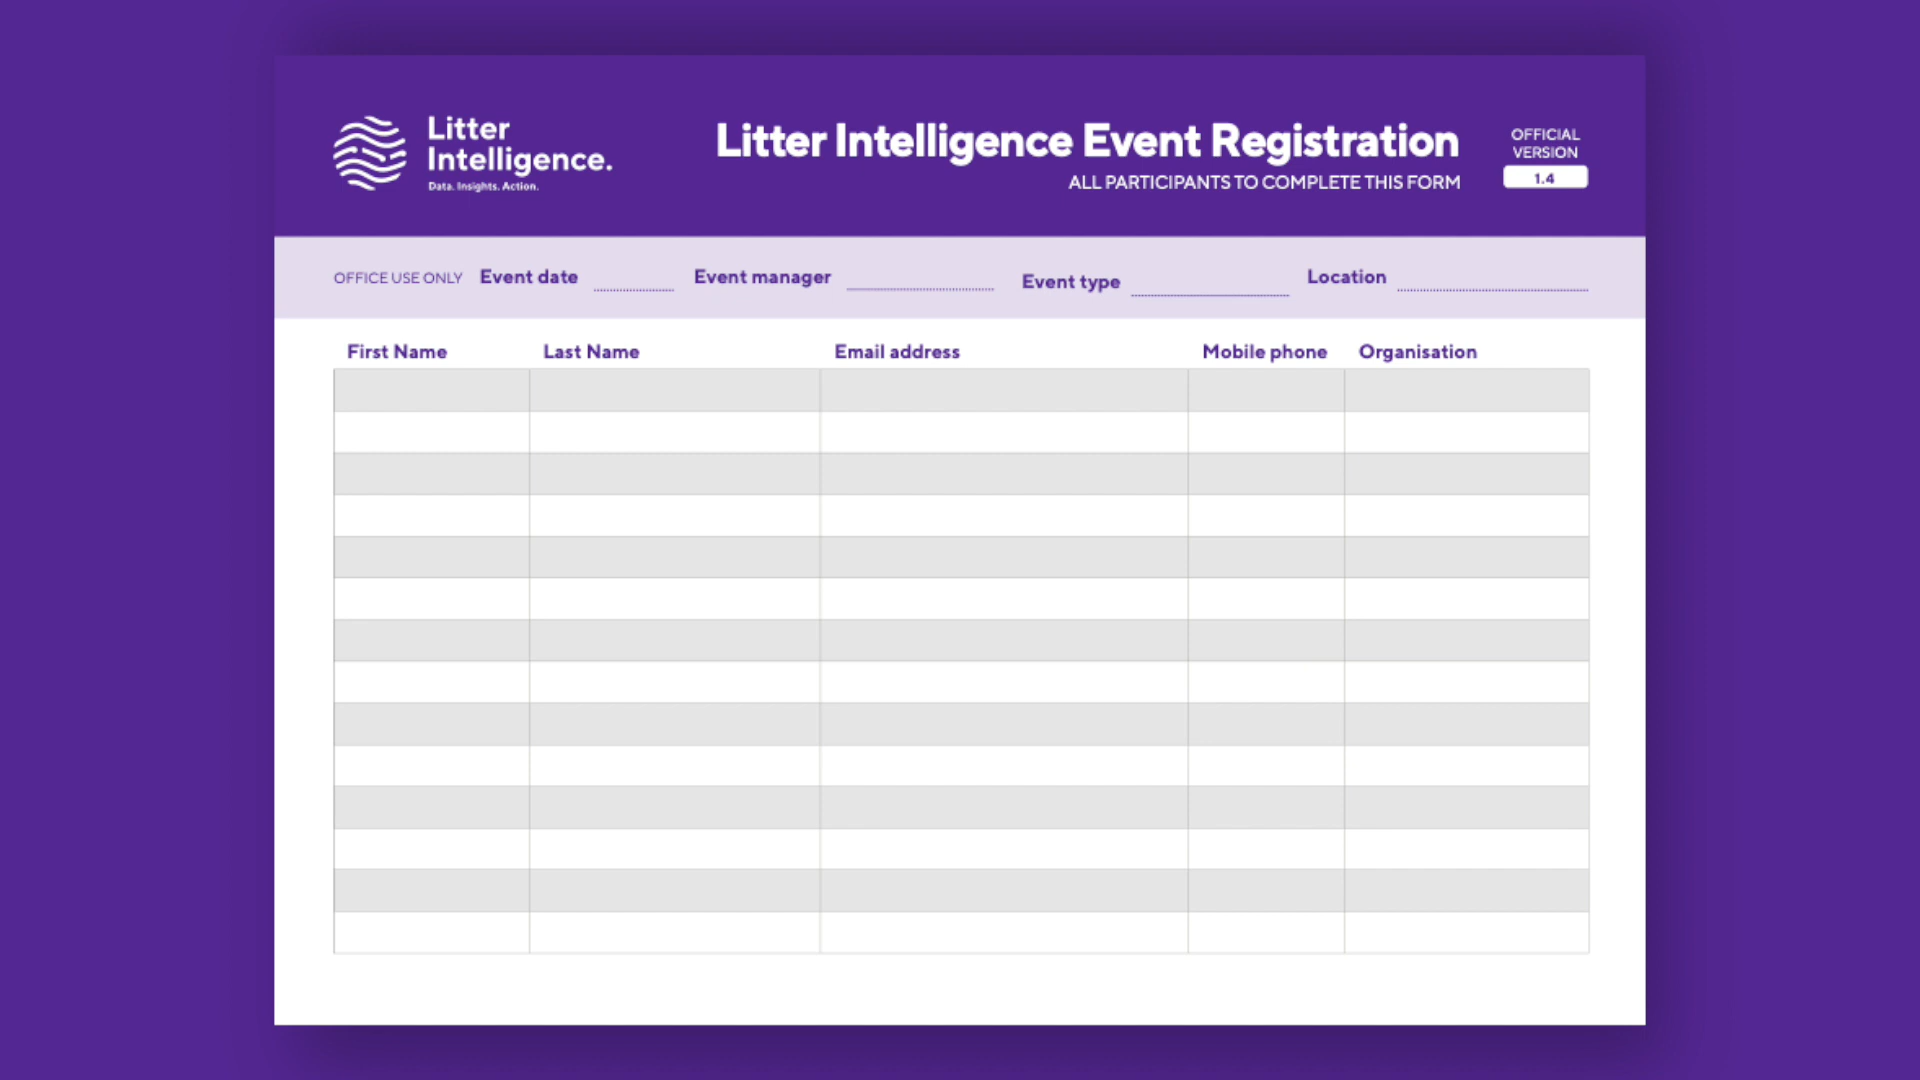 Litter
Intelligence.
Data. Insights. Action.
Litter Intelligence Event Registration
ALL PARTICIPANTS TO COMPLETE THIS FORM
OFFICIAL
VERSION
1.4
OFFICE USE ONLY Event date Event manager Event type Location
First Name Last Name Email address Mobile phone Organisation